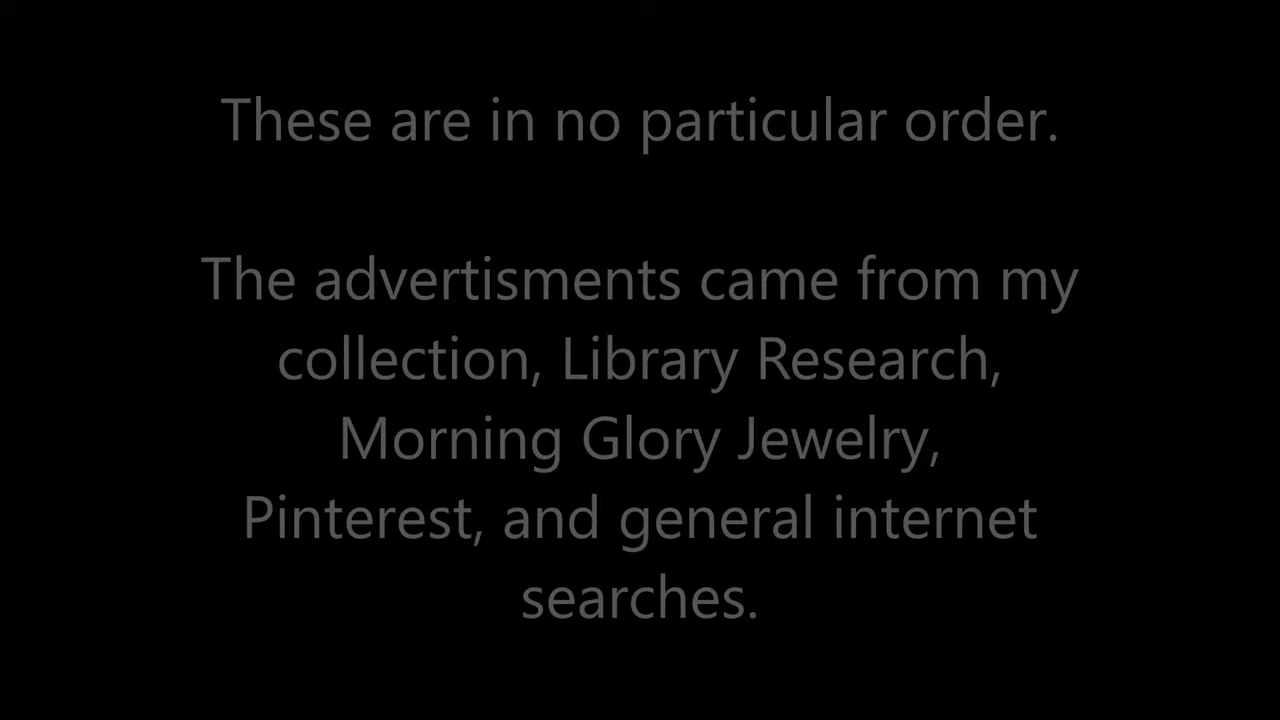 These are in no particular order.
The advertisments came from my
collection, Library Research,
Morning Glory Jewelry,
Pinterest, and general internet
searches.